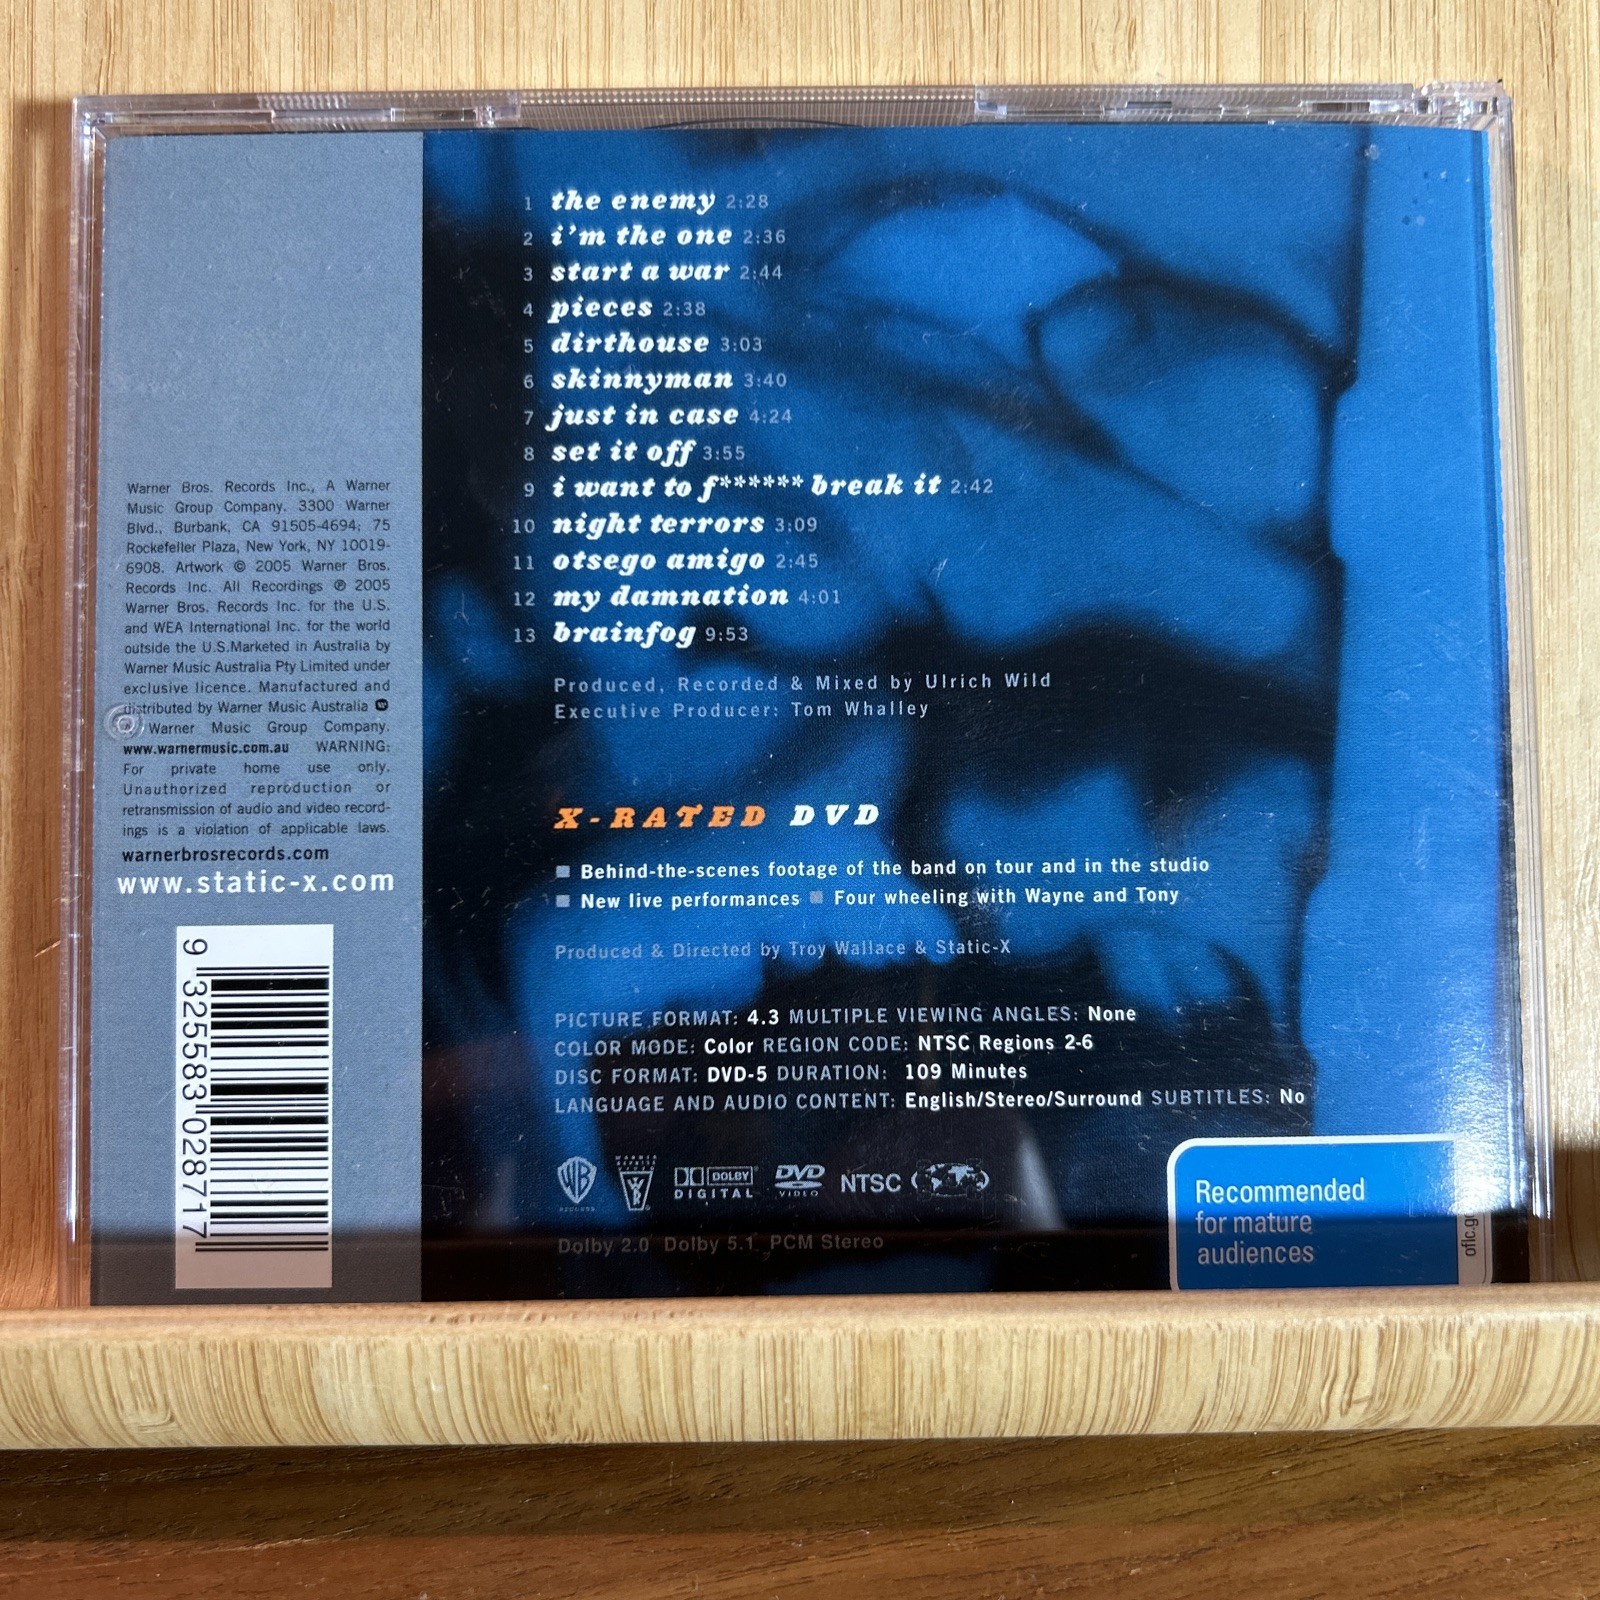 1 the enemy 2:28
2 i'm the one 2:36
3 start a war 2:44
4 pieces 2:38
5 dirthouse 3:03
6 skinnyman 3:40
7 just in case 4:24
8 set it off 3:55
9 i want to f****** break it 2:42
10 night terrors 3:09
11 otsego amigo 2:45
12 my damnation 4:01
13 brainfog 9:53
Produced, Recorded & Mixed by Ulrich Wild
Executive Producer: Tom Whalley
X-RATED DVD
Behind-the-scenes footage of the band on tour and in the studio
New live performances Four wheeling with Wayne and Tony
Produced & Directed by Troy Wallace & Static-X
PICTURE FORMAT: 4.3 MULTIPLE VIEWING ANGLES: None
COLOR MODE: Color REGION CODE: NTSC Regions 2-6
DISC FORMAT: DVD-5 DURATION: 109 Minutes
LANGUAGE AND AUDIO CONTENT: English/Stereo/Surround SUBTITLES: No
WB RECORDS DOLBY DIGITAL DVD VIDEO NTSC
Dolby 2.0 Dolby 5.1 PCM Stereo
Recommended
for mature
audiences
Warner Bros. Records Inc., A Warner
Music Group Company. 3300 Warner
Blvd., Burbank, CA 91505-4694; 75
Rockefeller Plaza, New York, NY 10019-
6908. Artwork © 2005 Warner Bros.
Records Inc. All Recordings ℗ 2005
Warner Bros. Records Inc. for the U.S.
and WEA International Inc. for the world
outside the U.S.Marketed in Australia by
Warner Music Australia Pty Limited under
exclusive licence. Manufactured and
distributed by Warner Music Australia
Warner Music Group Company.
www.warnermusic.com.au WARNING:
For private home use only.
Unauthorized reproduction or
retransmission of audio and video record-
ings is a violation of applicable laws.
warnerbrosrecords.com
www.static-x.com
9 325583 028717